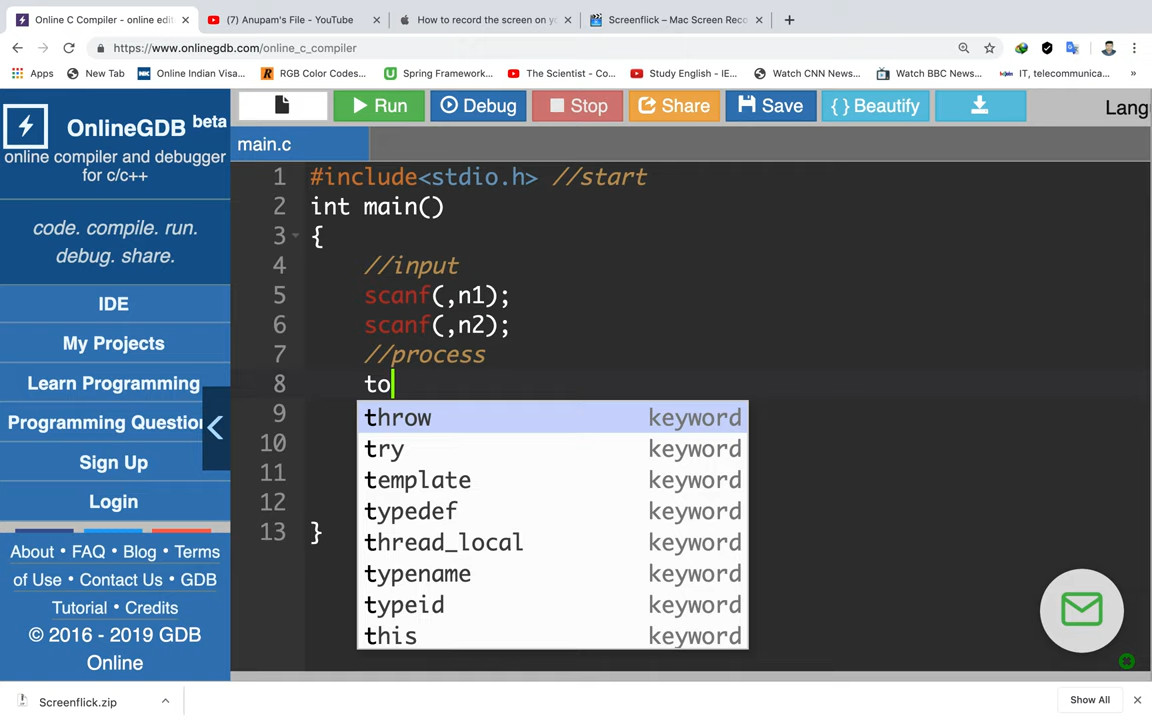 Online C Compiler - online edit
(7) Anupam's File - YouTube
How to record the screen on yo
Screenflick – Mac Screen Reco
https://www.onlinegdb.com/online_c_compiler
Apps
New Tab
Online Indian Visa...
RGB Color Codes...
Spring Framework...
The Scientist - Co...
Study English - IE...
Watch CNN News...
Watch BBC News...
IT, telecommunica...
»
OnlineGDB beta
online compiler and debugger
for c/c++
code. compile. run.
debug. share.
IDE
My Projects
Learn Programming
Programming Question
Sign Up
Login
About • FAQ • Blog • Terms
of Use • Contact Us • GDB
Tutorial • Credits
© 2016 - 2019 GDB
Online
Run
Debug
Stop
Share
Save
{ } Beautify
Lang
main.c
1 #include<stdio.h> //start
2 int main()
3 {
4 //input
5 scanf(,n1);
6 scanf(,n2);
7 //process
8 to
9
10
11
12
13 }
throw keyword
try keyword
template keyword
typedef keyword
thread_local keyword
typename keyword
typeid keyword
this keyword
Screenflick.zip
Show All